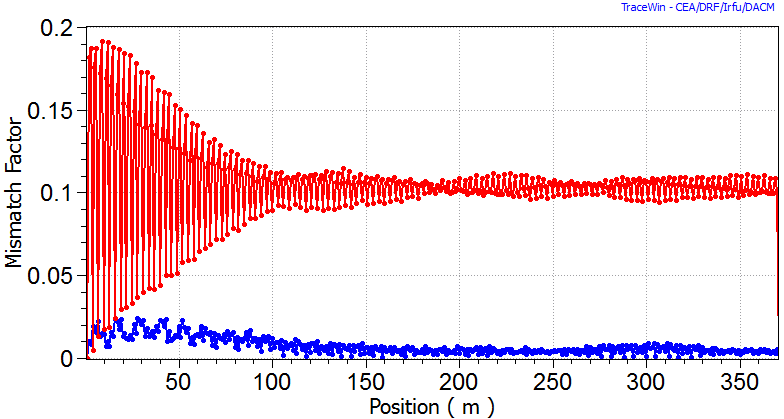 TraceWin - CEA/DRF/Irfu/DACM
0.2
0.15
0.1
0.05
0
Mismatch Factor
50 100 150 200 250 300 350
Position ( m )